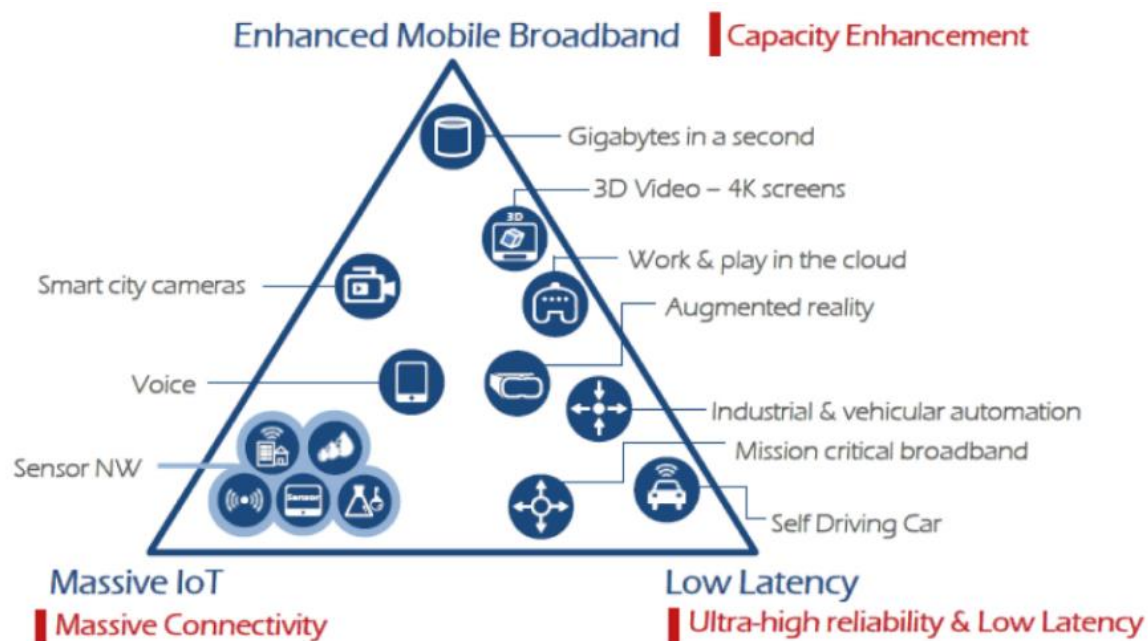 Enhanced Mobile Broadband
Capacity Enhancement
Gigabytes in a second
3D Video – 4K screens
3D
Work & play in the cloud
Smart city cameras
Augmented reality
Voice
Industrial & vehicular automation
Mission critical broadband
Sensor NW
Sensor
Self Driving Car
Massive IoT
Low Latency
Massive Connectivity
Ultra-high reliability & Low Latency